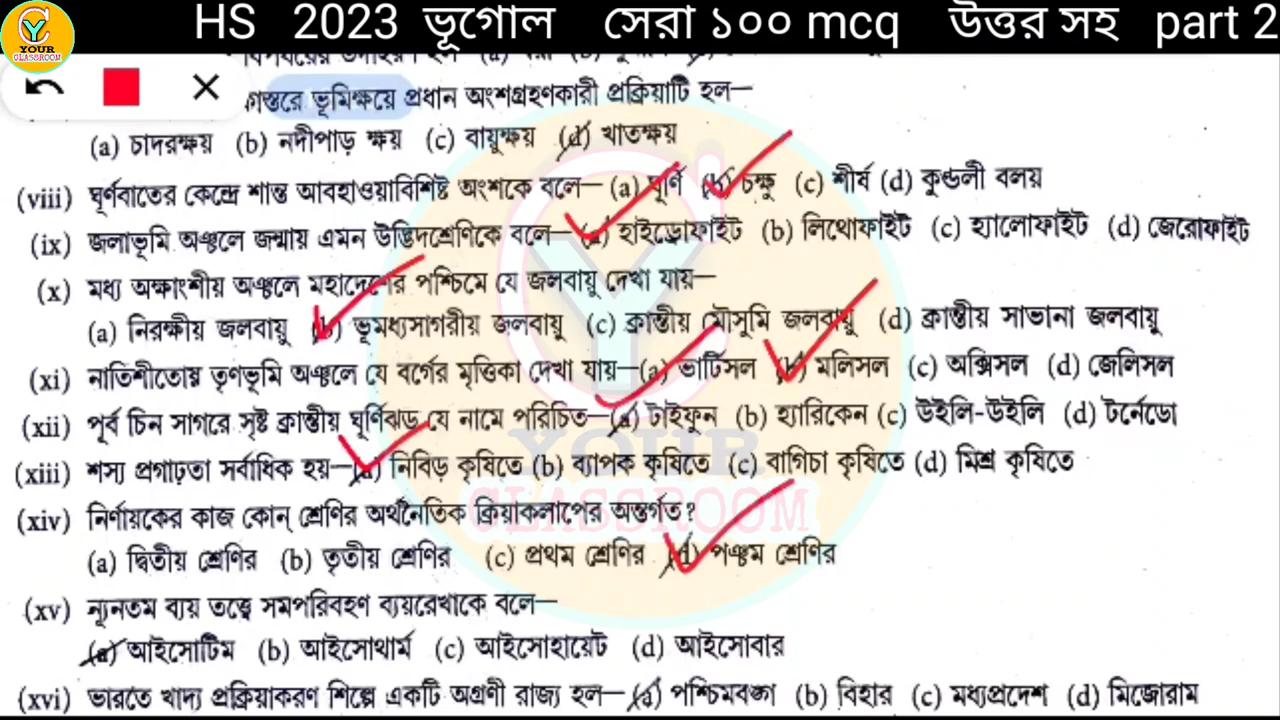 HS 2023 ভূগোল সেরা ১০০ mcq উত্তর সহ part 2
YOUR
CLASSROOM
ভূমিক্ষয়ে প্রধান অংশগ্রহণকারী প্রক্রিয়াটি হল—
(a) চাদরক্ষয় (b) নদীপাড় ক্ষয় (c) বায়ুক্ষয় (d) খাতক্ষয়
(viii) ঘূর্ণবাতের কেন্দ্রে শান্ত আবহাওয়াবিশিষ্ট অংশকে বলে— (a) ঘূর্ণি (b) চক্ষু (c) শীর্ষ (d) কুণ্ডলী বলয়
(ix) জলাভূমি অঞ্চলে জন্মায় এমন উদ্ভিদশ্রেণিকে বলে— (a) হাইড্রোফাইট (b) লিথোফাইট (c) হ্যালোফাইট (d) জেরোফাইট
(x) মধ্য অক্ষাংশীয় অঞ্চলে মহাদেশের পশ্চিমে যে জলবায়ু দেখা যায়—
(a) নিরক্ষীয় জলবায়ু (b) ভূমধ্যসাগরীয় জলবায়ু (c) ক্রান্তীয় মৌসুমি জলবায়ু (d) ক্রান্তীয় সাভানা জলবায়ু
(xi) নাতিশীতোষ্ণ তৃণভূমি অঞ্চলে যে বর্গের মৃত্তিকা দেখা যায়—(a) ভার্টিসল (b) মলিসল (c) অক্সিসল (d) জেলিসল
(xii) পূর্ব চিন সাগরে সৃষ্ট ক্রান্তীয় ঘূর্ণিঝড় যে নামে পরিচিত—(a) টাইফুন (b) হ্যারিকেন (c) উইলি-উইলি (d) টর্নেডো
(xiii) শস্য প্রগাঢ়তা সর্বাধিক হয়—(a) নিবিড় কৃষিতে (b) ব্যাপক কৃষিতে (c) বাগিচা কৃষিতে (d) মিশ্র কৃষিতে
(xiv) নির্ণায়কের কাজ কোন্ শ্রেণির অর্থনৈতিক ক্রিয়াকলাপের অন্তর্গত?
(a) দ্বিতীয় শ্রেণির (b) তৃতীয় শ্রেণির (c) প্রথম শ্রেণির (d) পঞ্চম শ্রেণির
(xv) ন্যূনতম ব্যয় তত্ত্বে সমপরিবহণ ব্যয়রেখাকে বলে—
(a) আইসোটিম (b) আইসোথার্ম (c) আইসোহায়েট (d) আইসোবার
(xvi) ভারতে খাদ্য প্রক্রিয়াকরণ শিল্পে একটি অগ্রণী রাজ্য হল—(a) পশ্চিমবঙ্গ (b) বিহার (c) মধ্যপ্রদেশ (d) মিজোরাম
YOUR
CLASSROOM